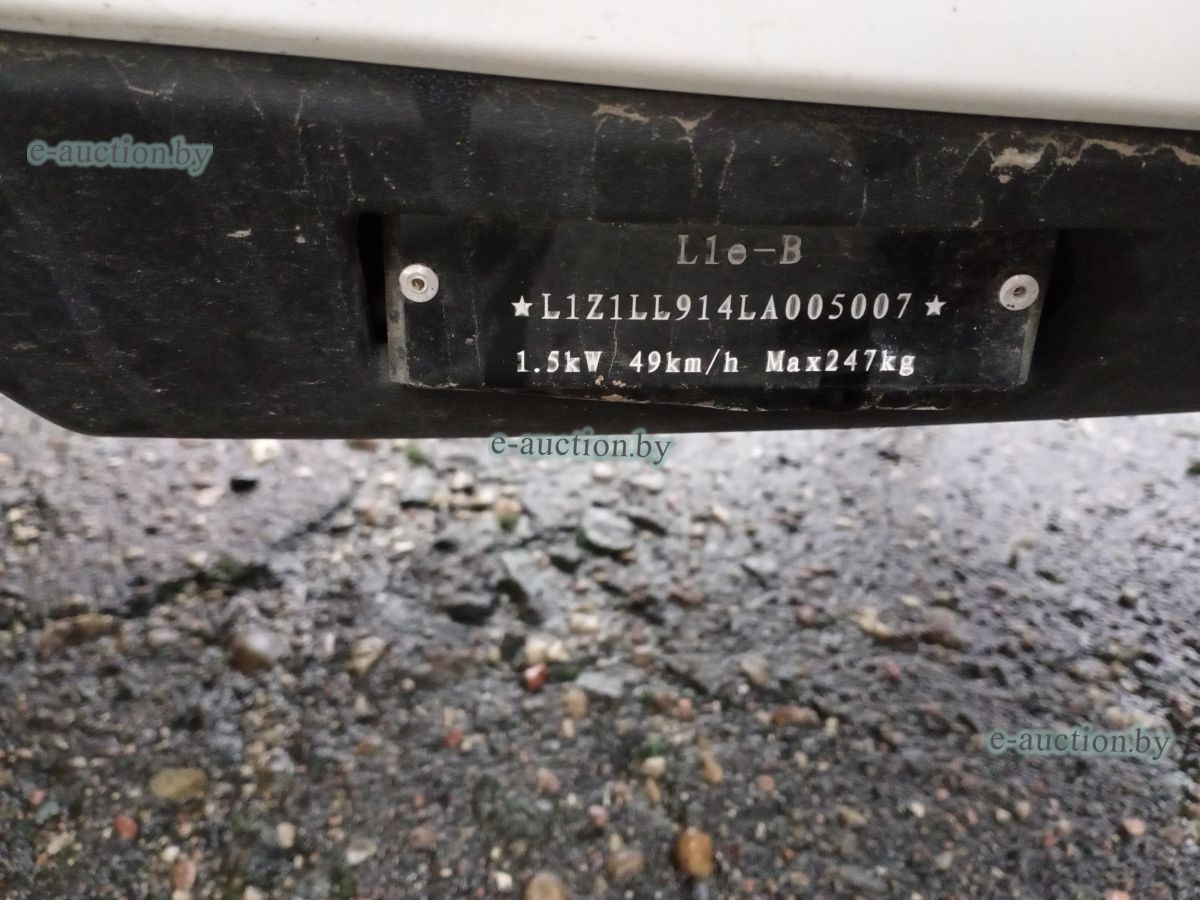 e-auction.by
L1e-B
★L1Z1LL914LA005007★
1.5kW 49km/h Max247kg
e-auction.by
e-auction.by